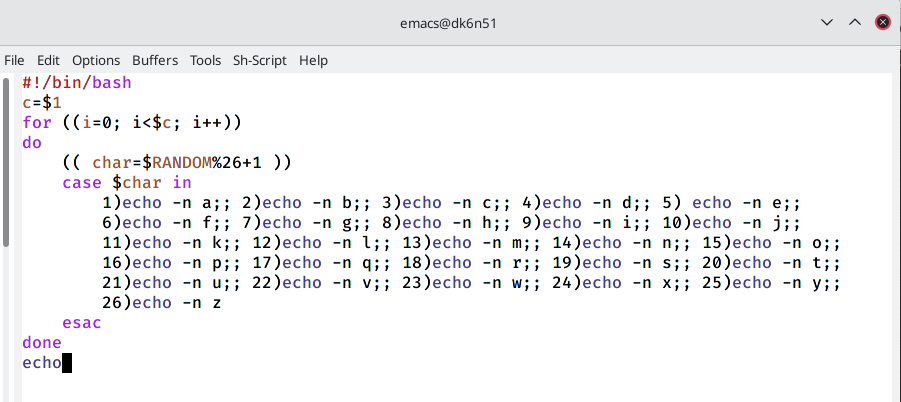 emacs@dk6n51
File Edit Options Buffers Tools Sh-Script Help
#!/bin/bash
c=$1
for ((i=0; i<$c; i++))
do
    (( char=$RANDOM%26+1 ))
    case $char in
        1)echo -n a;; 2)echo -n b;; 3)echo -n c;; 4)echo -n d;; 5) echo -n e;;
        6)echo -n f;; 7)echo -n g;; 8)echo -n h;; 9)echo -n i;; 10)echo -n j;;
        11)echo -n k;; 12)echo -n l;; 13)echo -n m;; 14)echo -n n;; 15)echo -n o;;
        16)echo -n p;; 17)echo -n q;; 18)echo -n r;; 19)echo -n s;; 20)echo -n t;;
        21)echo -n u;; 22)echo -n v;; 23)echo -n w;; 24)echo -n x;; 25)echo -n y;;
        26)echo -n z
    esac
done
echo